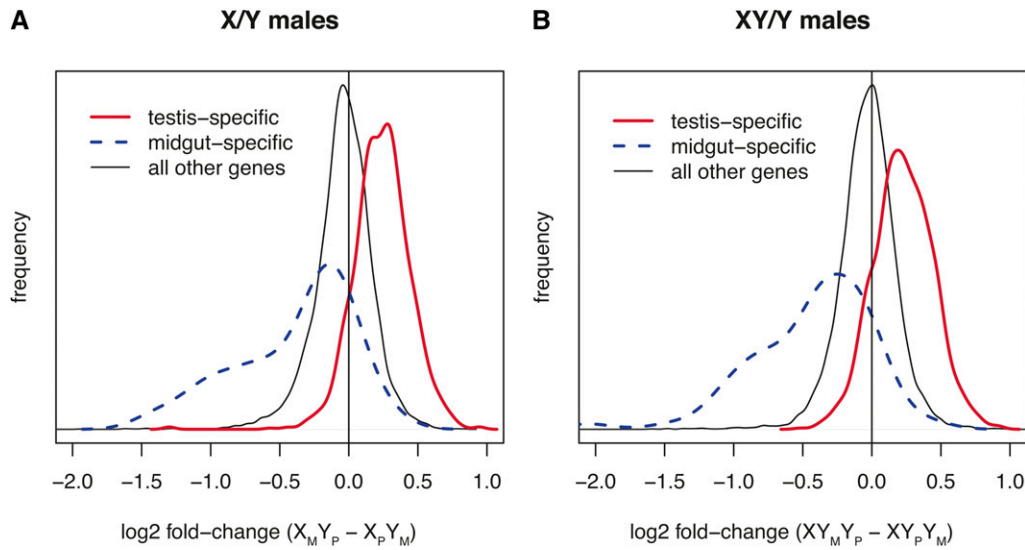 A
X/Y males
testis–specific
midgut–specific
all other genes
frequency
−2.0 −1.5 −1.0 −0.5 0.0 0.5 1.0
log2 fold−change (XMYP − XPYM)
B
XY/Y males
testis–specific
midgut–specific
all other genes
frequency
−2.0 −1.5 −1.0 −0.5 0.0 0.5 1.0
log2 fold−change (XYMYP − XYPYM)